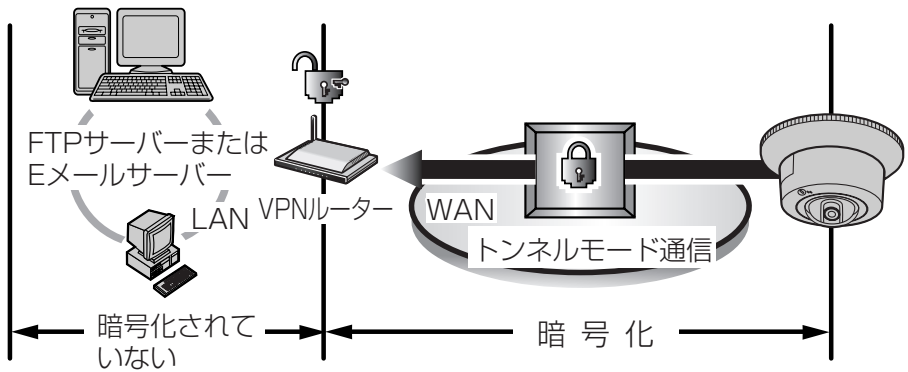 FTPサーバーまたは
Eメールサーバー
LAN
VPNルーター
WAN
トンネルモード通信
暗号化されて
いない
暗号化